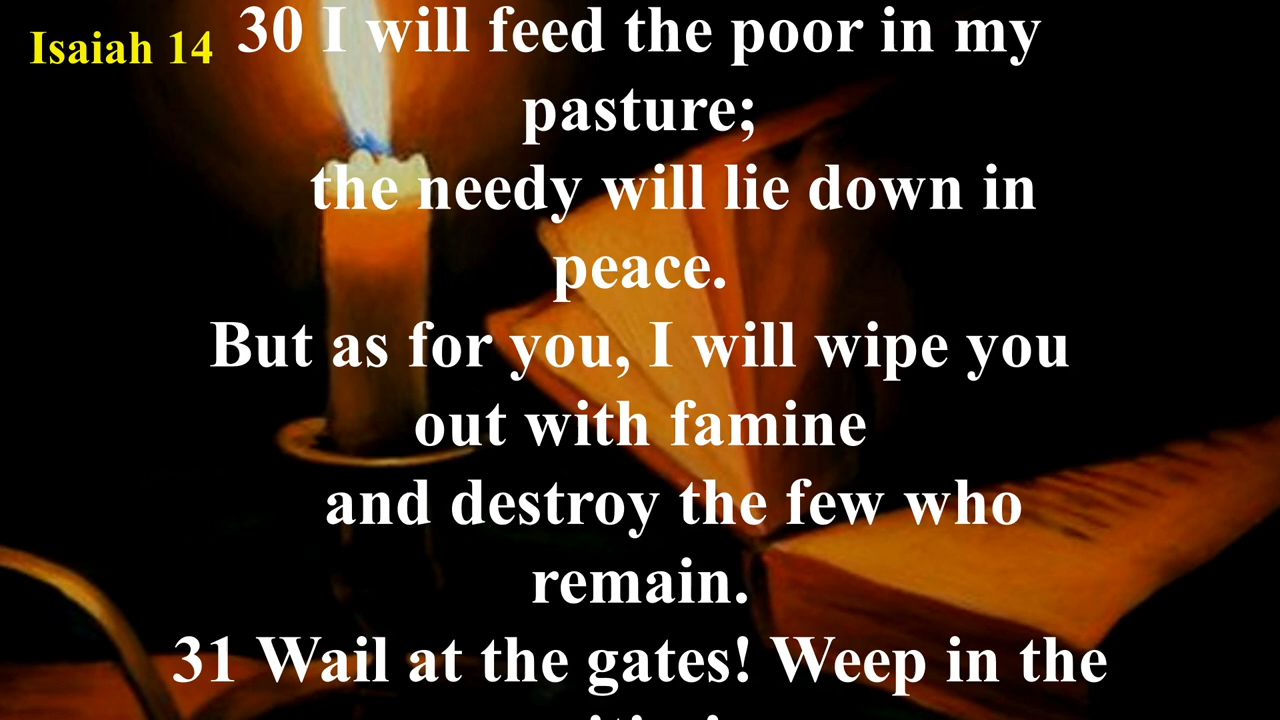 Isaiah 14
30 I will feed the poor in my
pasture;
the needy will lie down in
peace.
But as for you, I will wipe you
out with famine
and destroy the few who
remain.
31 Wail at the gates! Weep in the